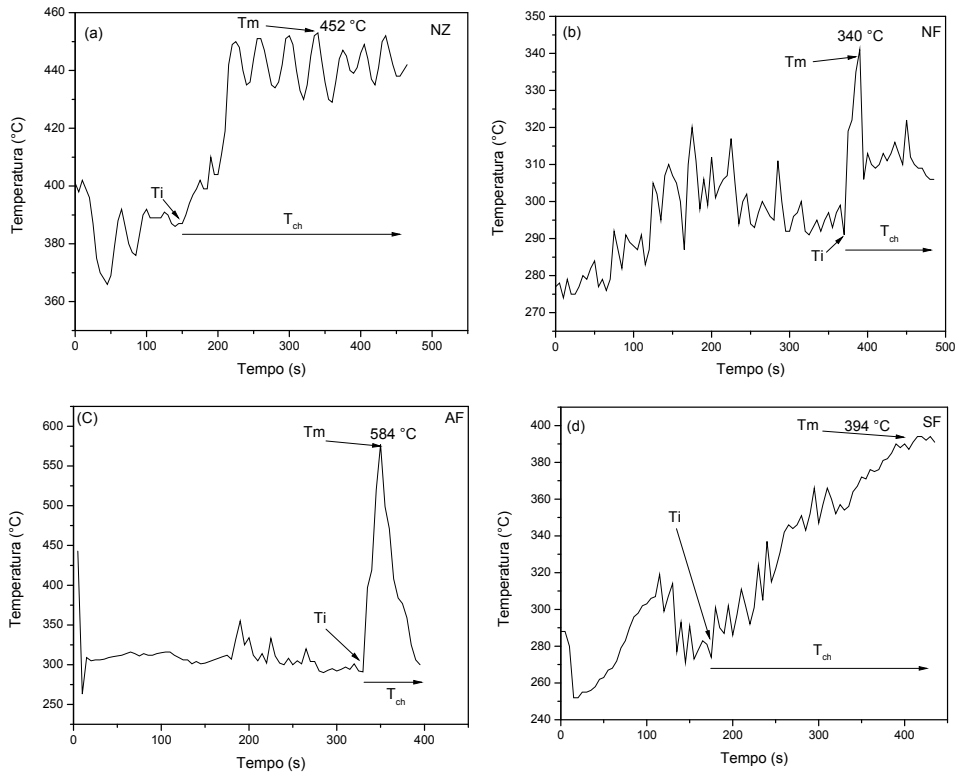 (a)
NZ
Tm
452 °C
Ti
T_ch
Temperatura (°C)
460
440
420
400
380
360
0 100 200 300 400 500
Tempo (s)
(b)
NF
340 °C
Tm
Ti
T_ch
Temperatura (°C)
350
340
330
320
310
300
290
280
270
0 100 200 300 400 500
Tempo (s)
(C)
AF
Tm
584 °C
Ti
T_ch
Temperatura (°C)
600
550
500
450
400
350
300
250
0 100 200 300 400
Tempo (s)
(d)
SF
Tm
394 °C
Ti
T_ch
Temperatura (°C)
400
380
360
340
320
300
280
260
240
0 100 200 300 400
Tempo (s)